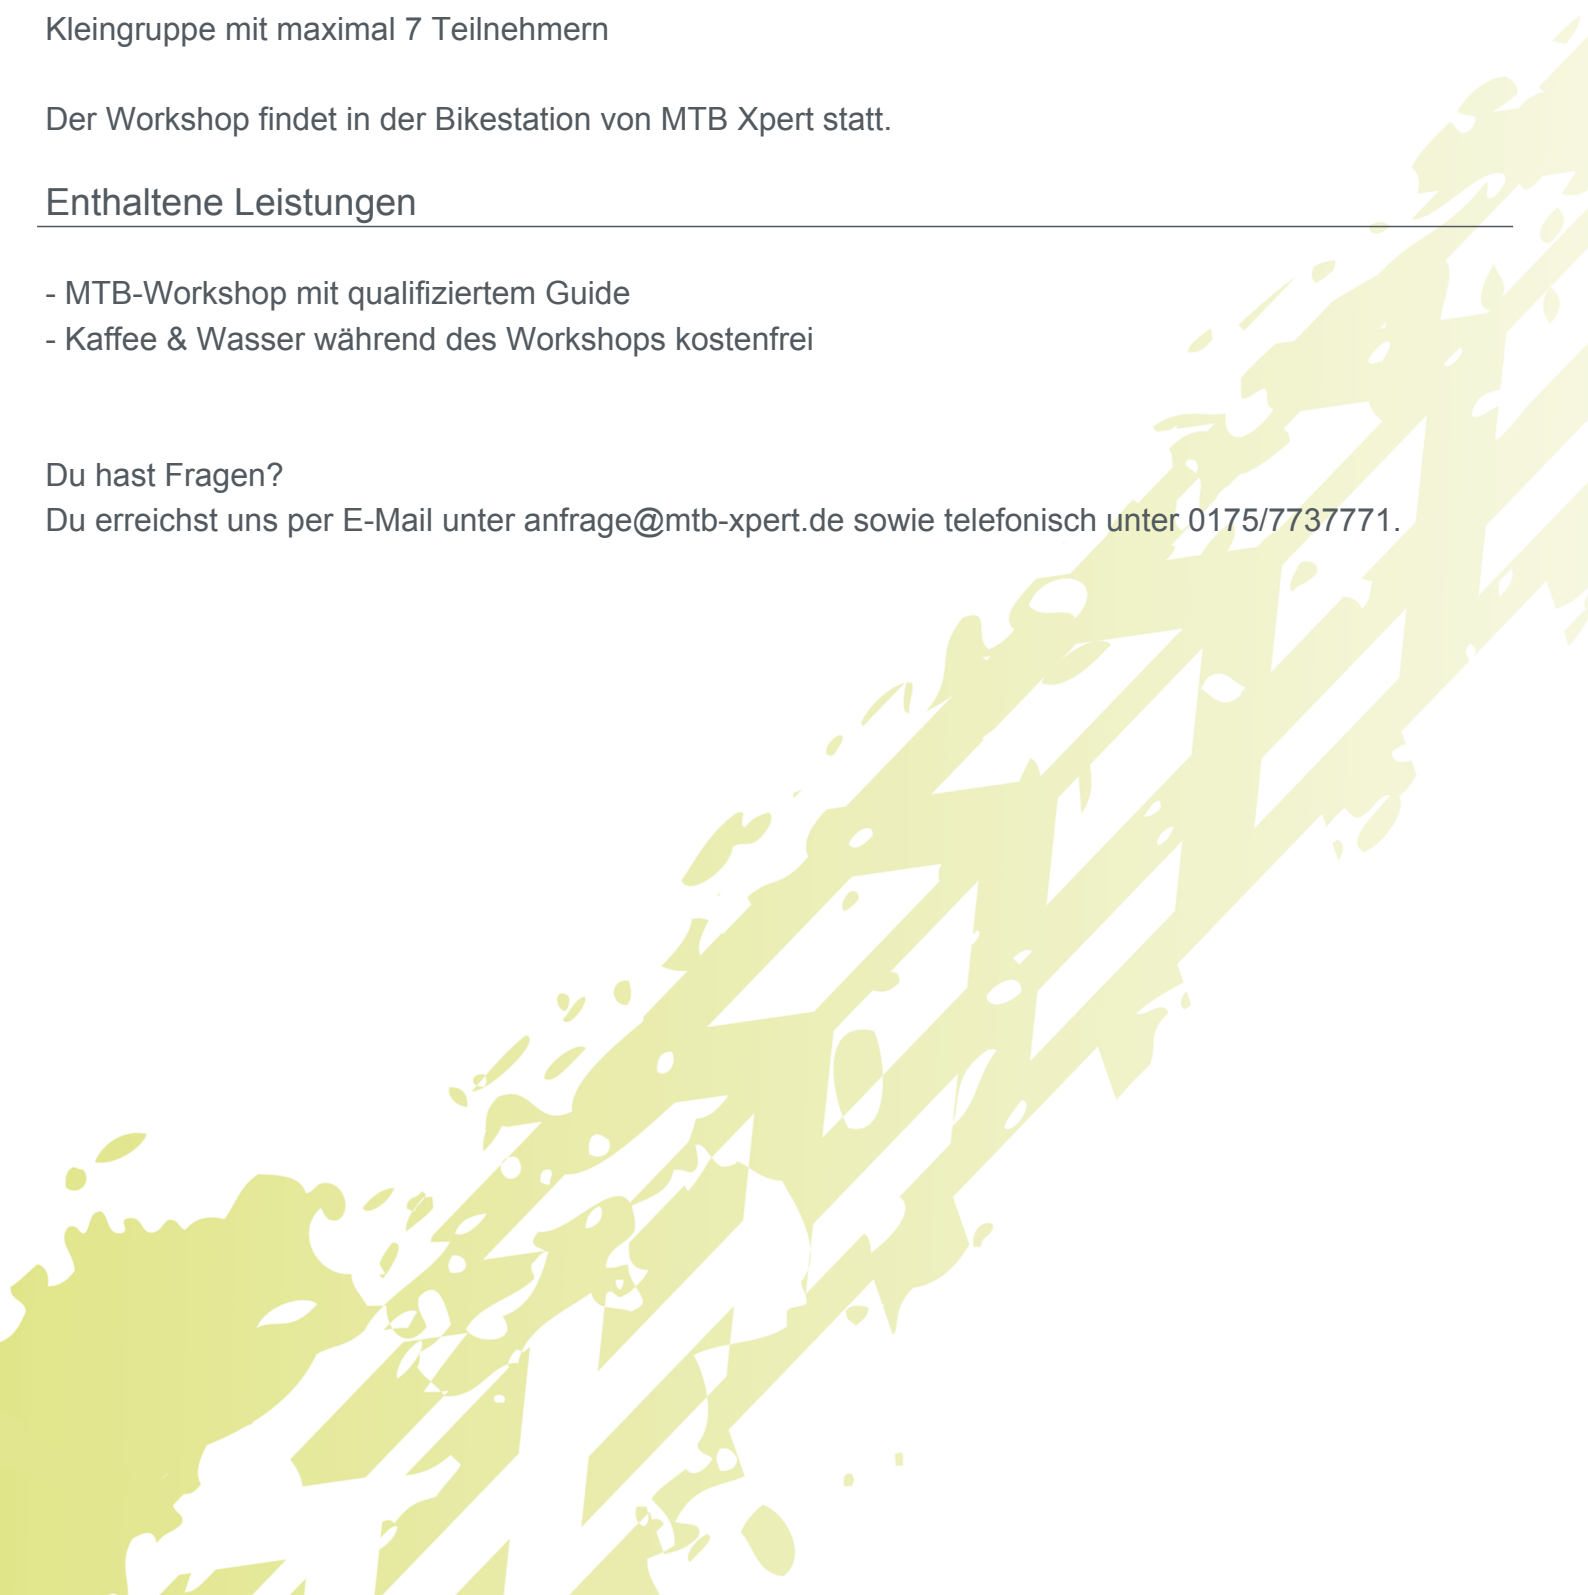 Kleingruppe mit maximal 7 Teilnehmern
Der Workshop findet in der Bikestation von MTB Xpert statt.
Enthaltene Leistungen
- MTB-Workshop mit qualifiziertem Guide
- Kaffee & Wasser während des Workshops kostenfrei
Du hast Fragen?
Du erreichst uns per E-Mail unter anfrage@mtb-xpert.de sowie telefonisch unter 0175/7737771.